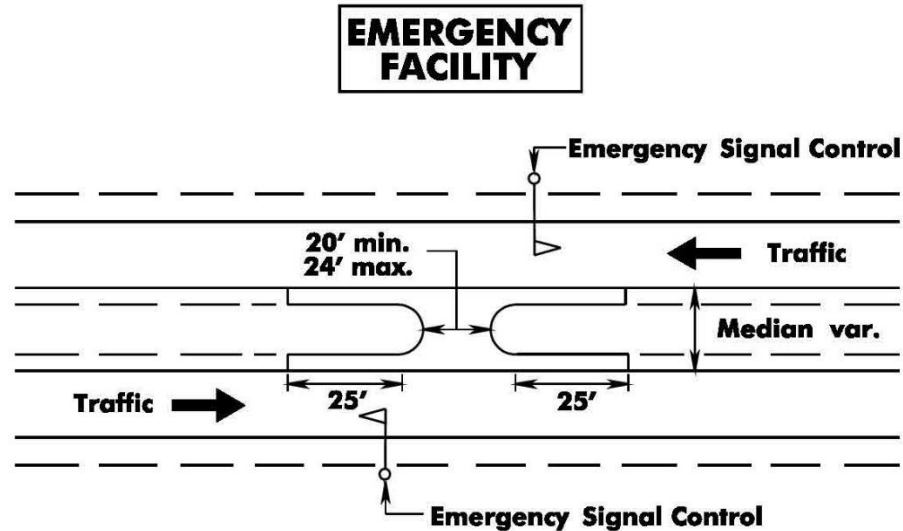 EMERGENCY
FACILITY
Emergency Signal Control
20' min.
24' max.
Traffic
Median var.
Traffic
25'
25'
Emergency Signal Control